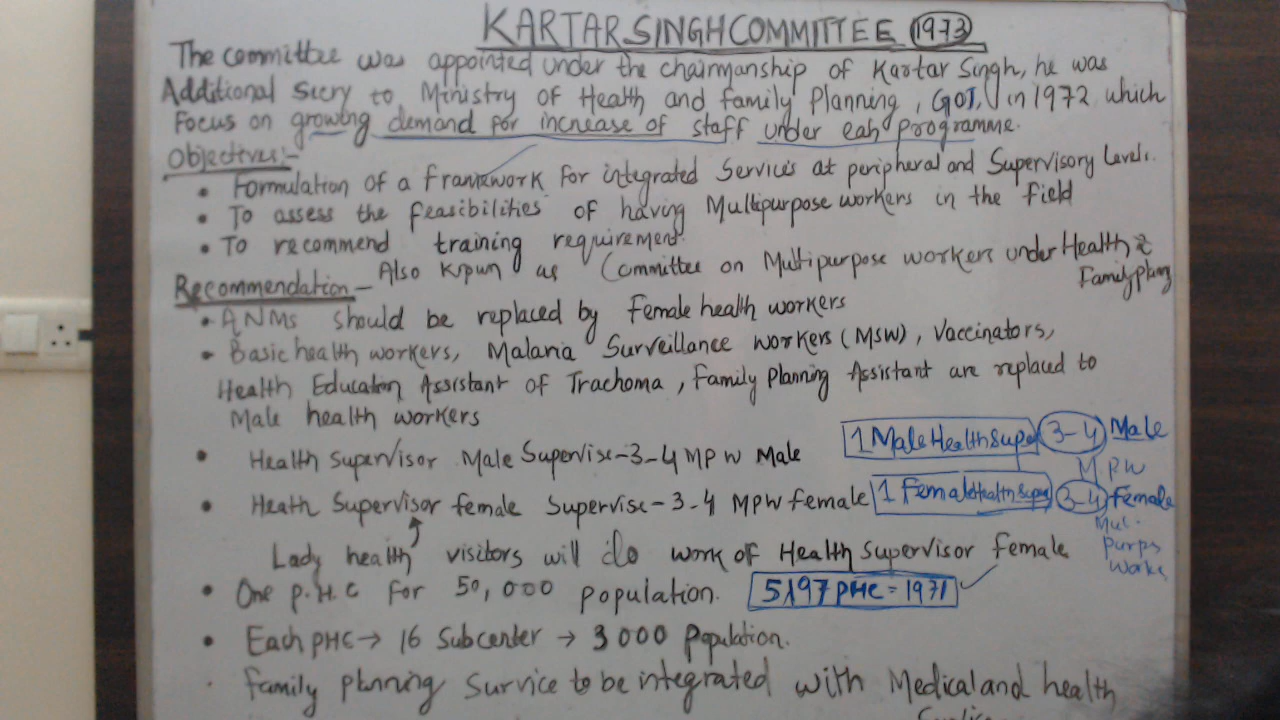 KARTAR SINGH COMMITTEE 1973
The committee was appointed under the chairmanship of Kartar Singh, he was
Additional Secry to Ministry of Health and family Planning, GOI, in 1972 which
Focus on growing demand for increase of staff under eah programme.
Objectives:-
• Formulation of a framework for integrated Services at peripheral and Supervisory Levels.
• To assess the feasibilities of having Multipurpose workers in the field
• To recommend training requirement.
Also known as Committee on Multipurpose workers under Health &
Family plang
Recommendation -
• ANMs should be replaced by Female health workers
• Basic health workers, Malaria Surveillance workers (MSW), Vaccinators,
Health Education Assistant of Trachoma, Family Planning Assistant are replaced to
Male health workers
• Health Supervisor Male Supervise - 3-4 MPW Male
1 Male Health Super 3-4 Male
MPW
• Heath Supervisor female Supervise - 3-4 MPW female
1 Female Health Super 3-4 female
Mul-
Purps
Worke
Lady health visitors will do work of Health Supervisor female
• One P.H.C for 50,000 population.
5197 PHC = 1971
• Each PHC → 16 Subcenter → 3000 Population.
• family planning Survice to be integrated with Medical and health